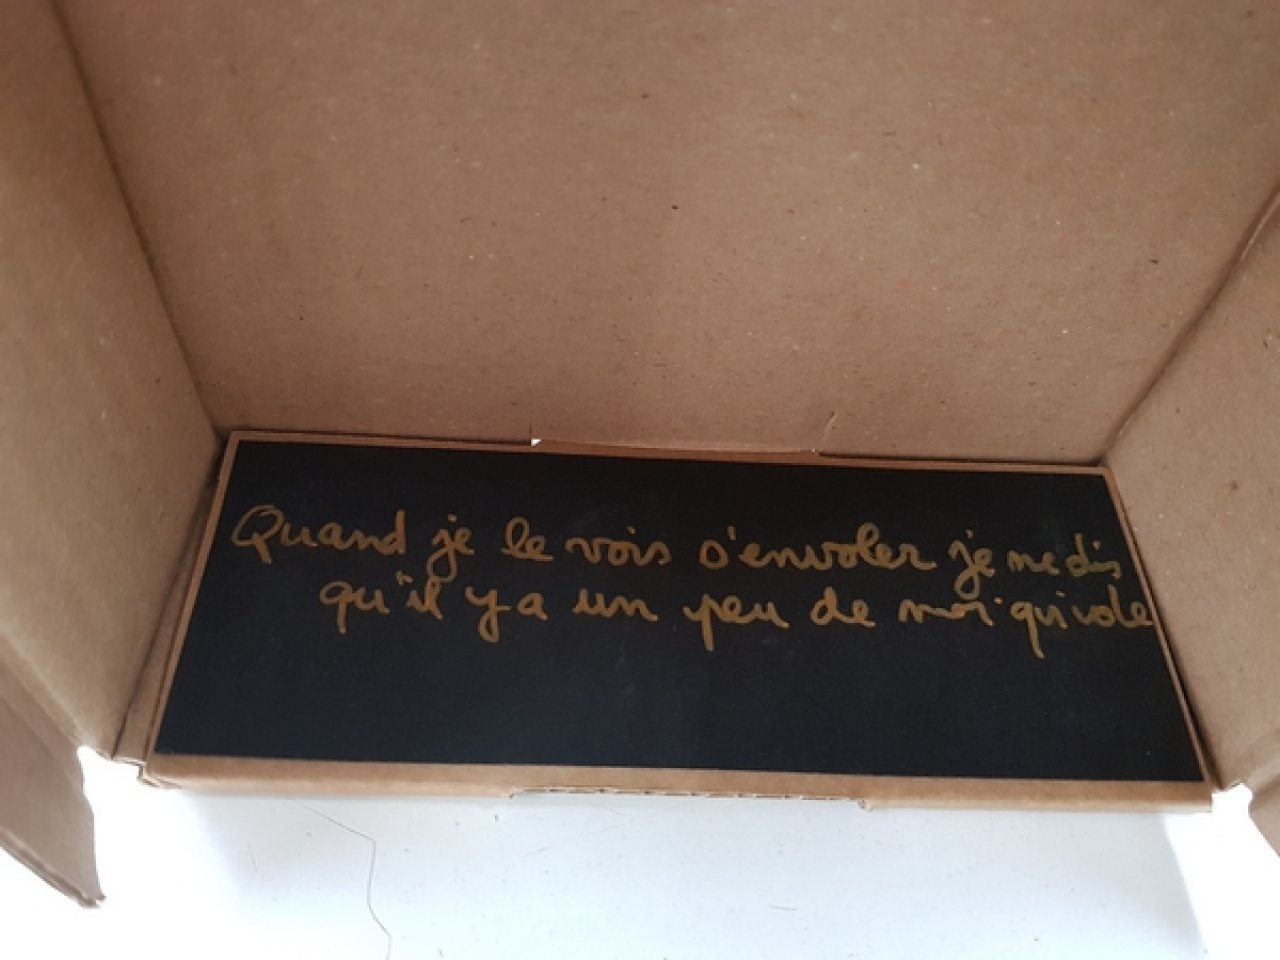 Quand je le vois s'envoler je me dis
qu'il y a un peu de moi qui vole